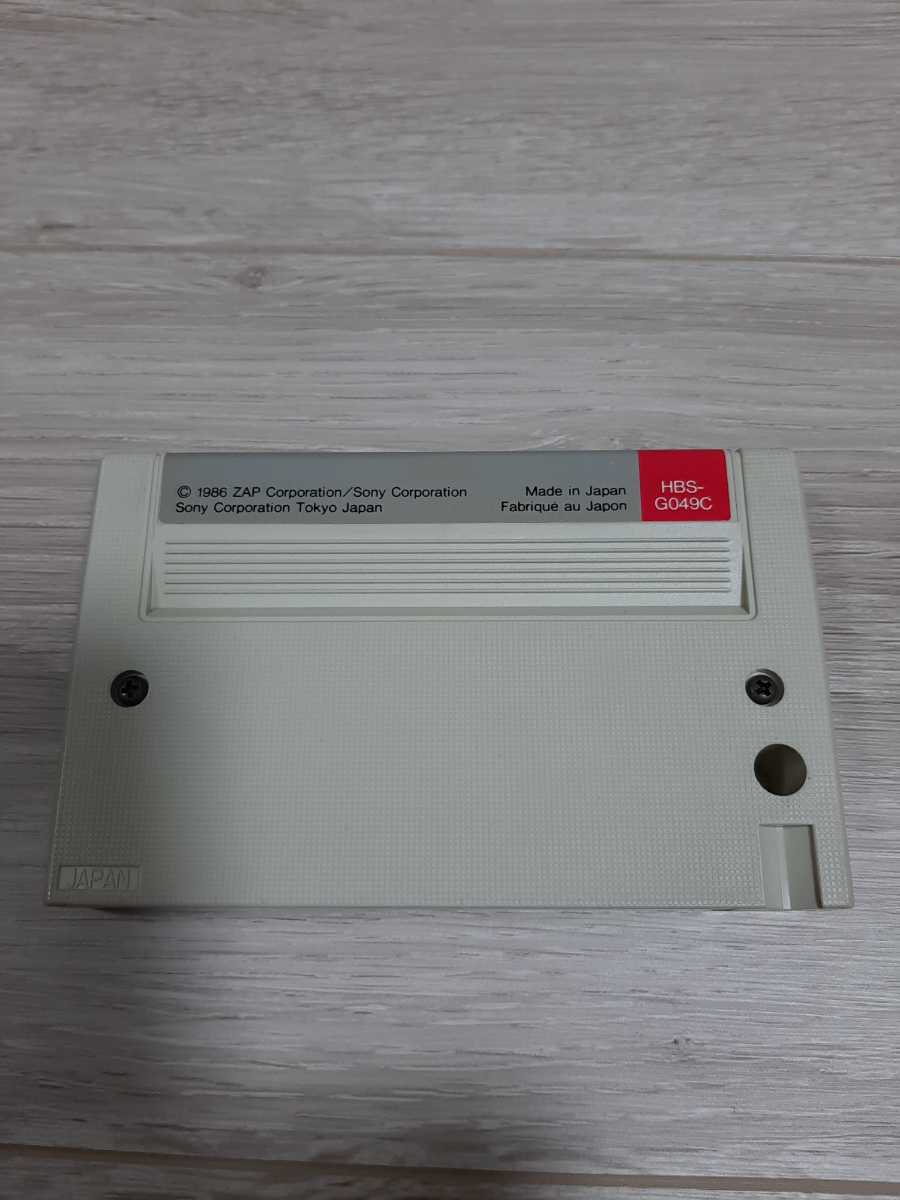 © 1986 ZAP Corporation/Sony Corporation
Sony Corporation Tokyo Japan
Made in Japan
Fabriqué au Japon
HBS-
G049C
JAPAN